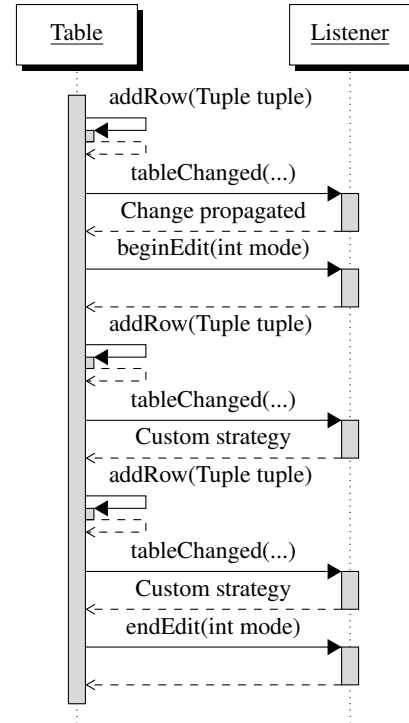 Table
Listener
addRow(Tuple tuple)
tableChanged(...)
Change propagated
beginEdit(int mode)
addRow(Tuple tuple)
tableChanged(...)
Custom strategy
addRow(Tuple tuple)
tableChanged(...)
Custom strategy
endEdit(int mode)